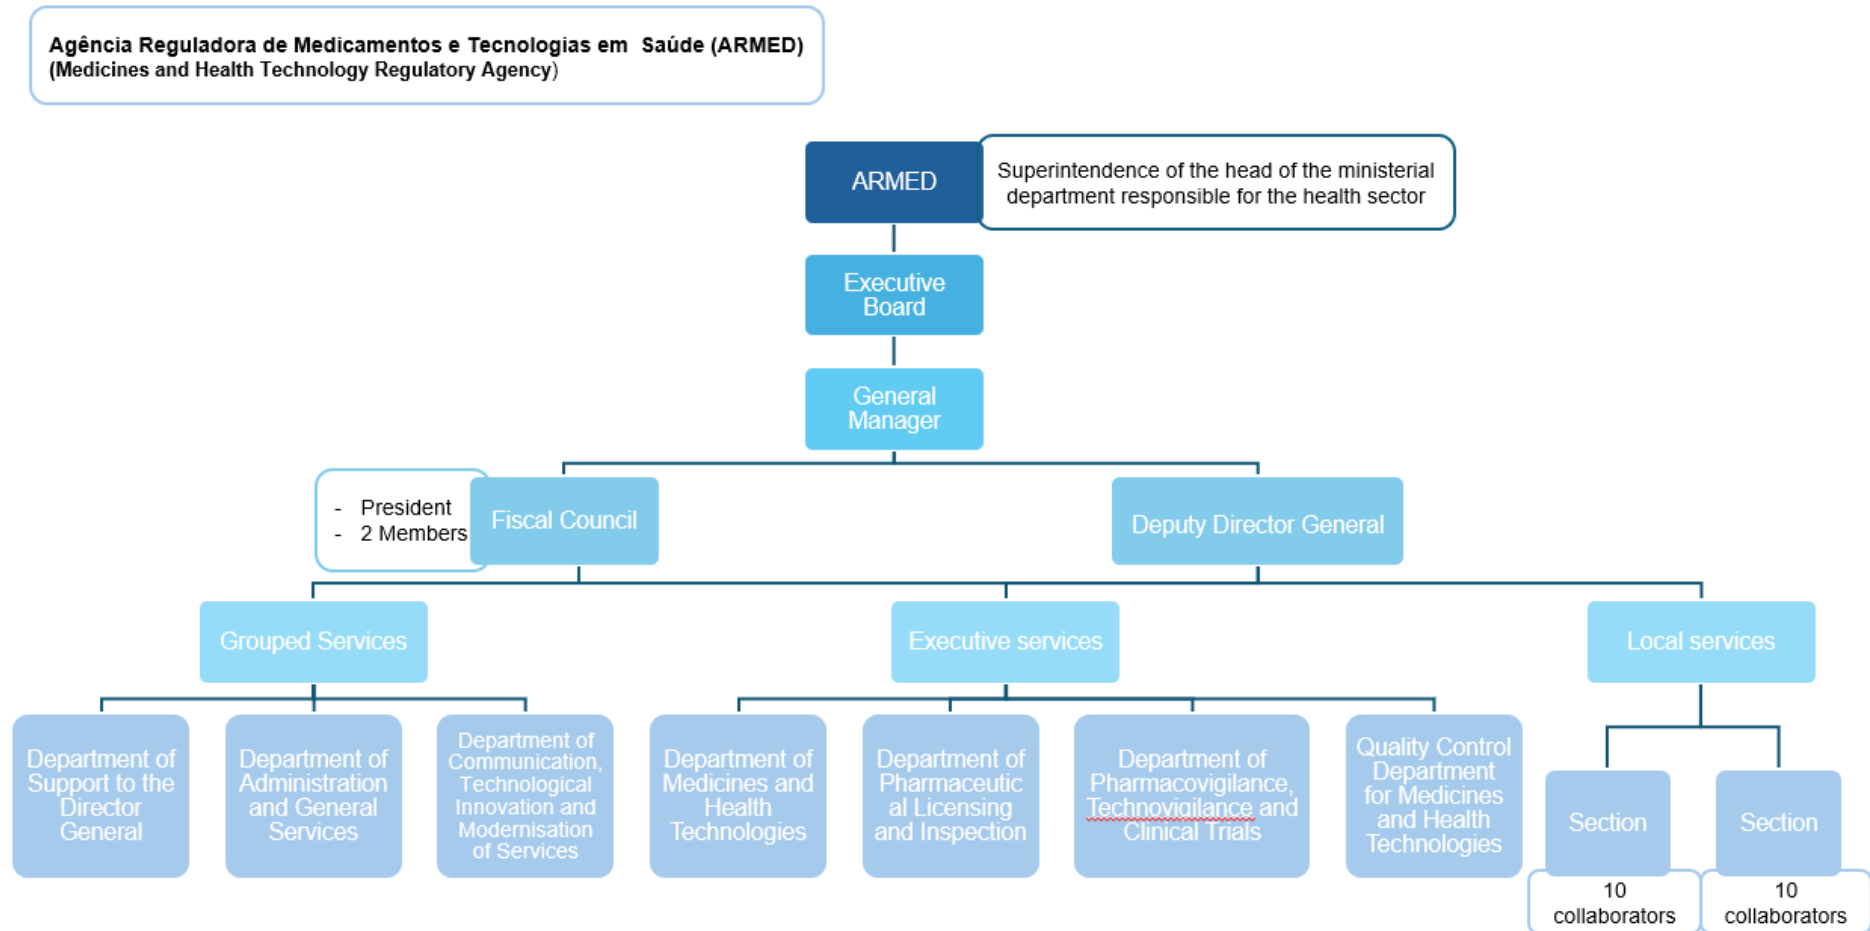 Agência Reguladora de Medicamentos e Tecnologias em Saúde (ARMED)
(Medicines and Health Technology Regulatory Agency)
ARMED
Superintendence of the head of the ministerial
department responsible for the health sector
Executive
Board
General
Manager
- President
- 2 Members
Fiscal Council
Deputy Director General
Grouped Services
Executive services
Local services
Department of
Support to the
Director
General
Department of
Administration
and General
Services
Department of
Communication,
Technological
Innovation and
Modernisation
of Services
Department of
Medicines and
Health
Technologies
Department of
Pharmaceutic
al Licensing
and Inspection
Department of
Pharmacovigilance,
Technovigilance and
Clinical Trials
Quality Control
Department
for Medicines
and Health
Technologies
Section
10
collaborators
Section
10
collaborators